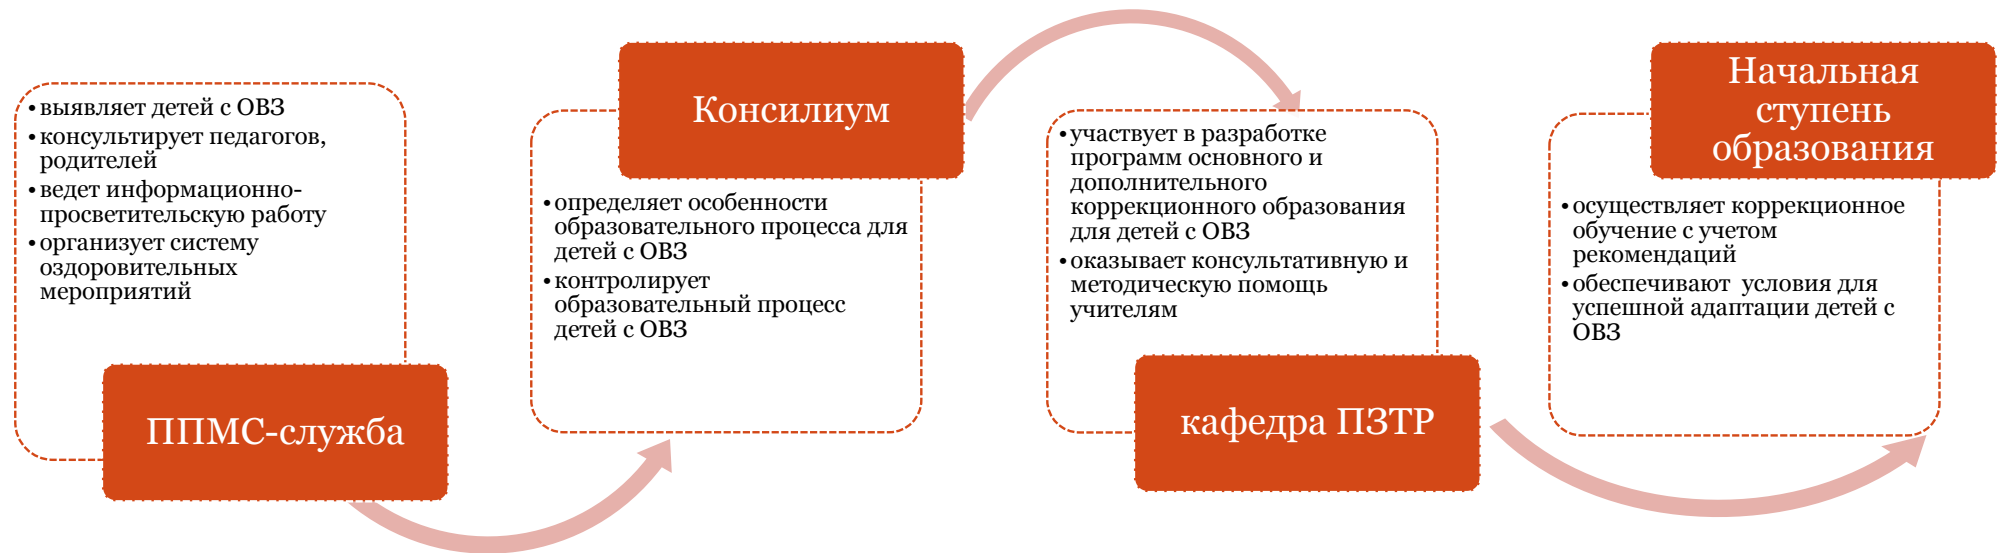 •выявляет детей с ОВЗ
•консультирует педагогов,
родителей
•ведет информационно-
просветительскую работу
•организует систему
оздоровительных
мероприятий
ППМС-служба
Консилиум
•определяет особенности
образовательного процесса для
детей с ОВЗ
•контролирует
образовательный процесс
детей с ОВЗ
•участвует в разработке
программ основного и
дополнительного
коррекционного образования
для детей с ОВЗ
•оказывает консультативную и
методическую помощь
учителям
кафедра ПЗТР
Начальная
ступень
образования
•осуществляет коррекционное
обучение с учетом
рекомендаций
•обеспечивают  условия для
успешной адаптации детей с
ОВЗ